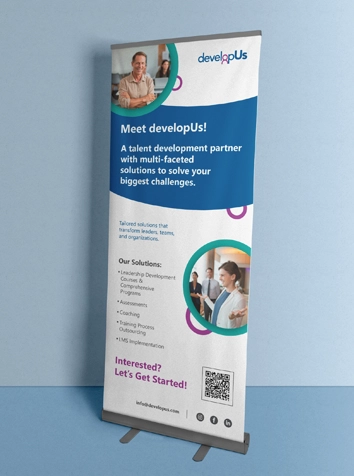 developUs
Meet developUs!
A talent development partner
with multi-faceted
solutions to solve your
biggest challenges.
Tailored solutions that
transform leaders, teams,
and organizations.
Our Solutions:
• Leadership Development
Courses &
Comprehensive
Programs
• Assessments
• Coaching
• Training Process
Outsourcing
• LMS Implementation
Interested?
Let's Get Started!
info@developus.com